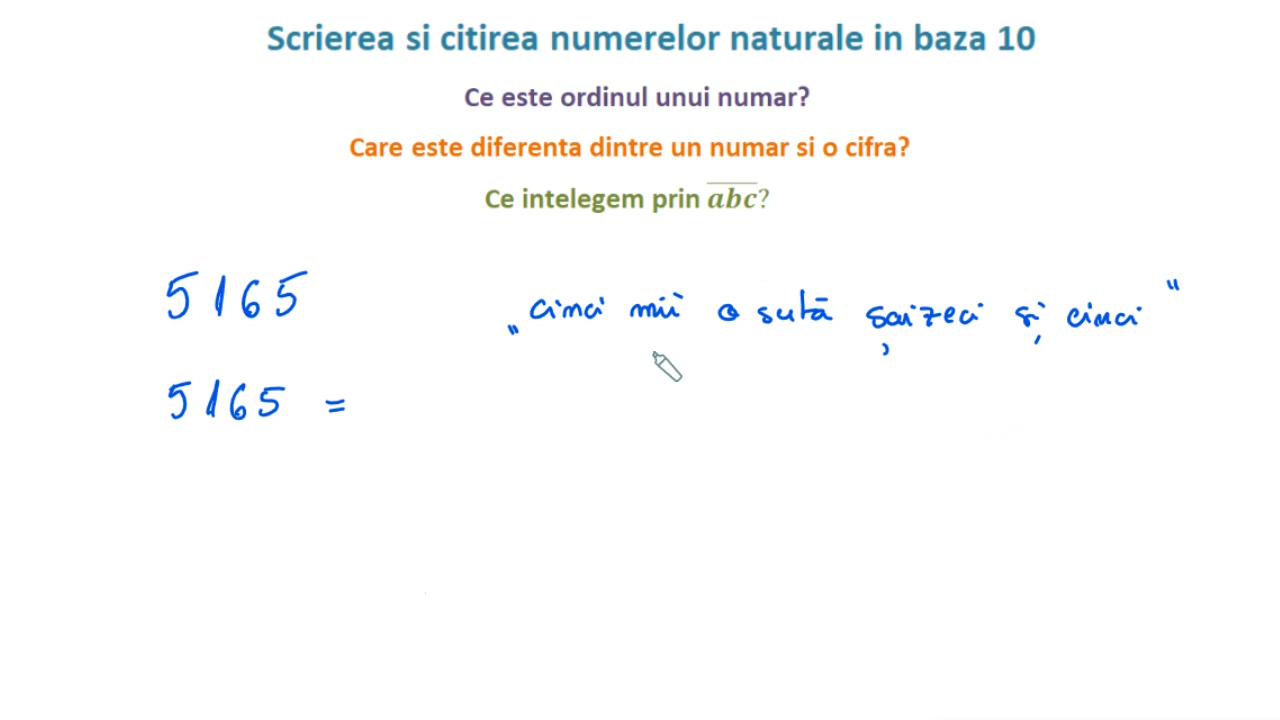 Scrierea si citirea numerelor naturale in baza 10
Ce este ordinul unui numar?
Care este diferenta dintre un numar si o cifra?
Ce intelegem prin $\overline{abc}$?
5165 „cinci mii o sută șaizeci și cinci"
5165 =